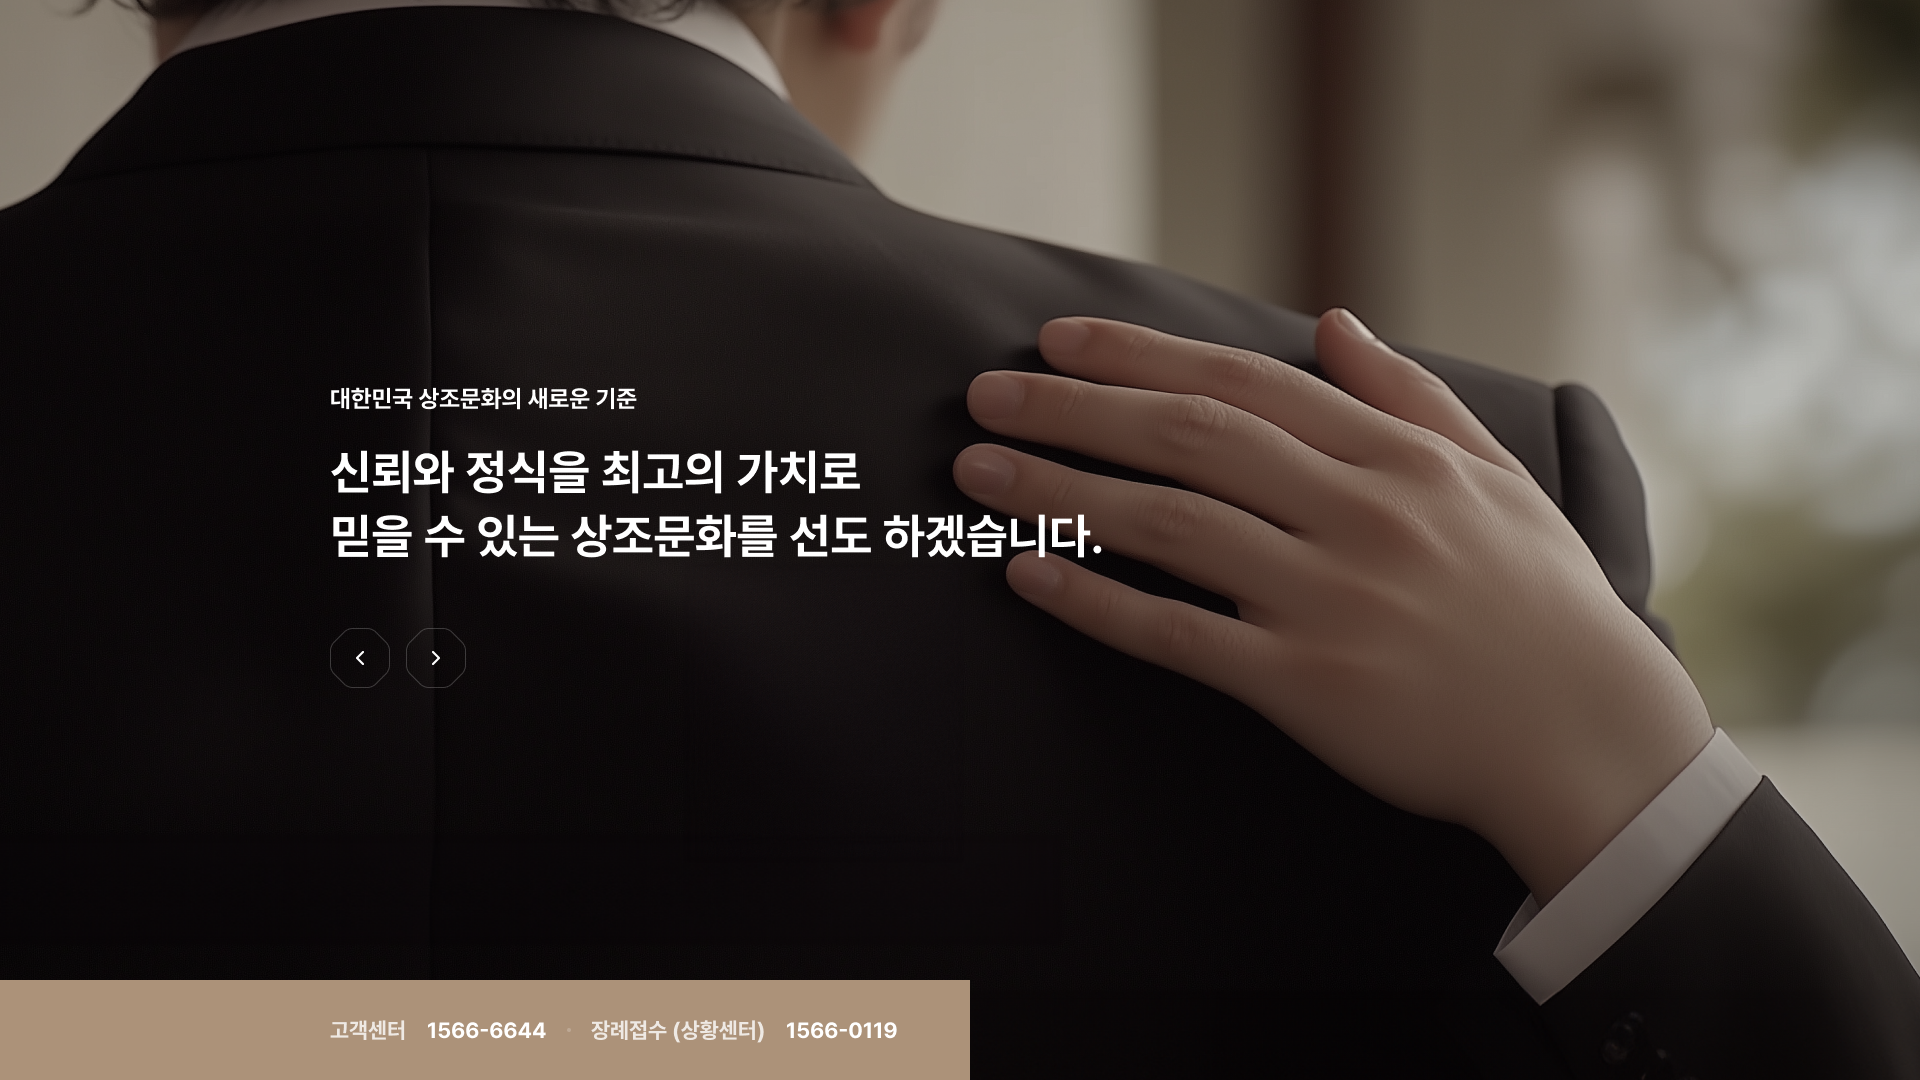 대한민국 상조문화의 새로운 기준
신뢰와 정식을 최고의 가치로
믿을 수 있는 상조문화를 선도 하겠습니다.
고객센터 1566-6644 · 장례접수 (상황센터) 1566-0119